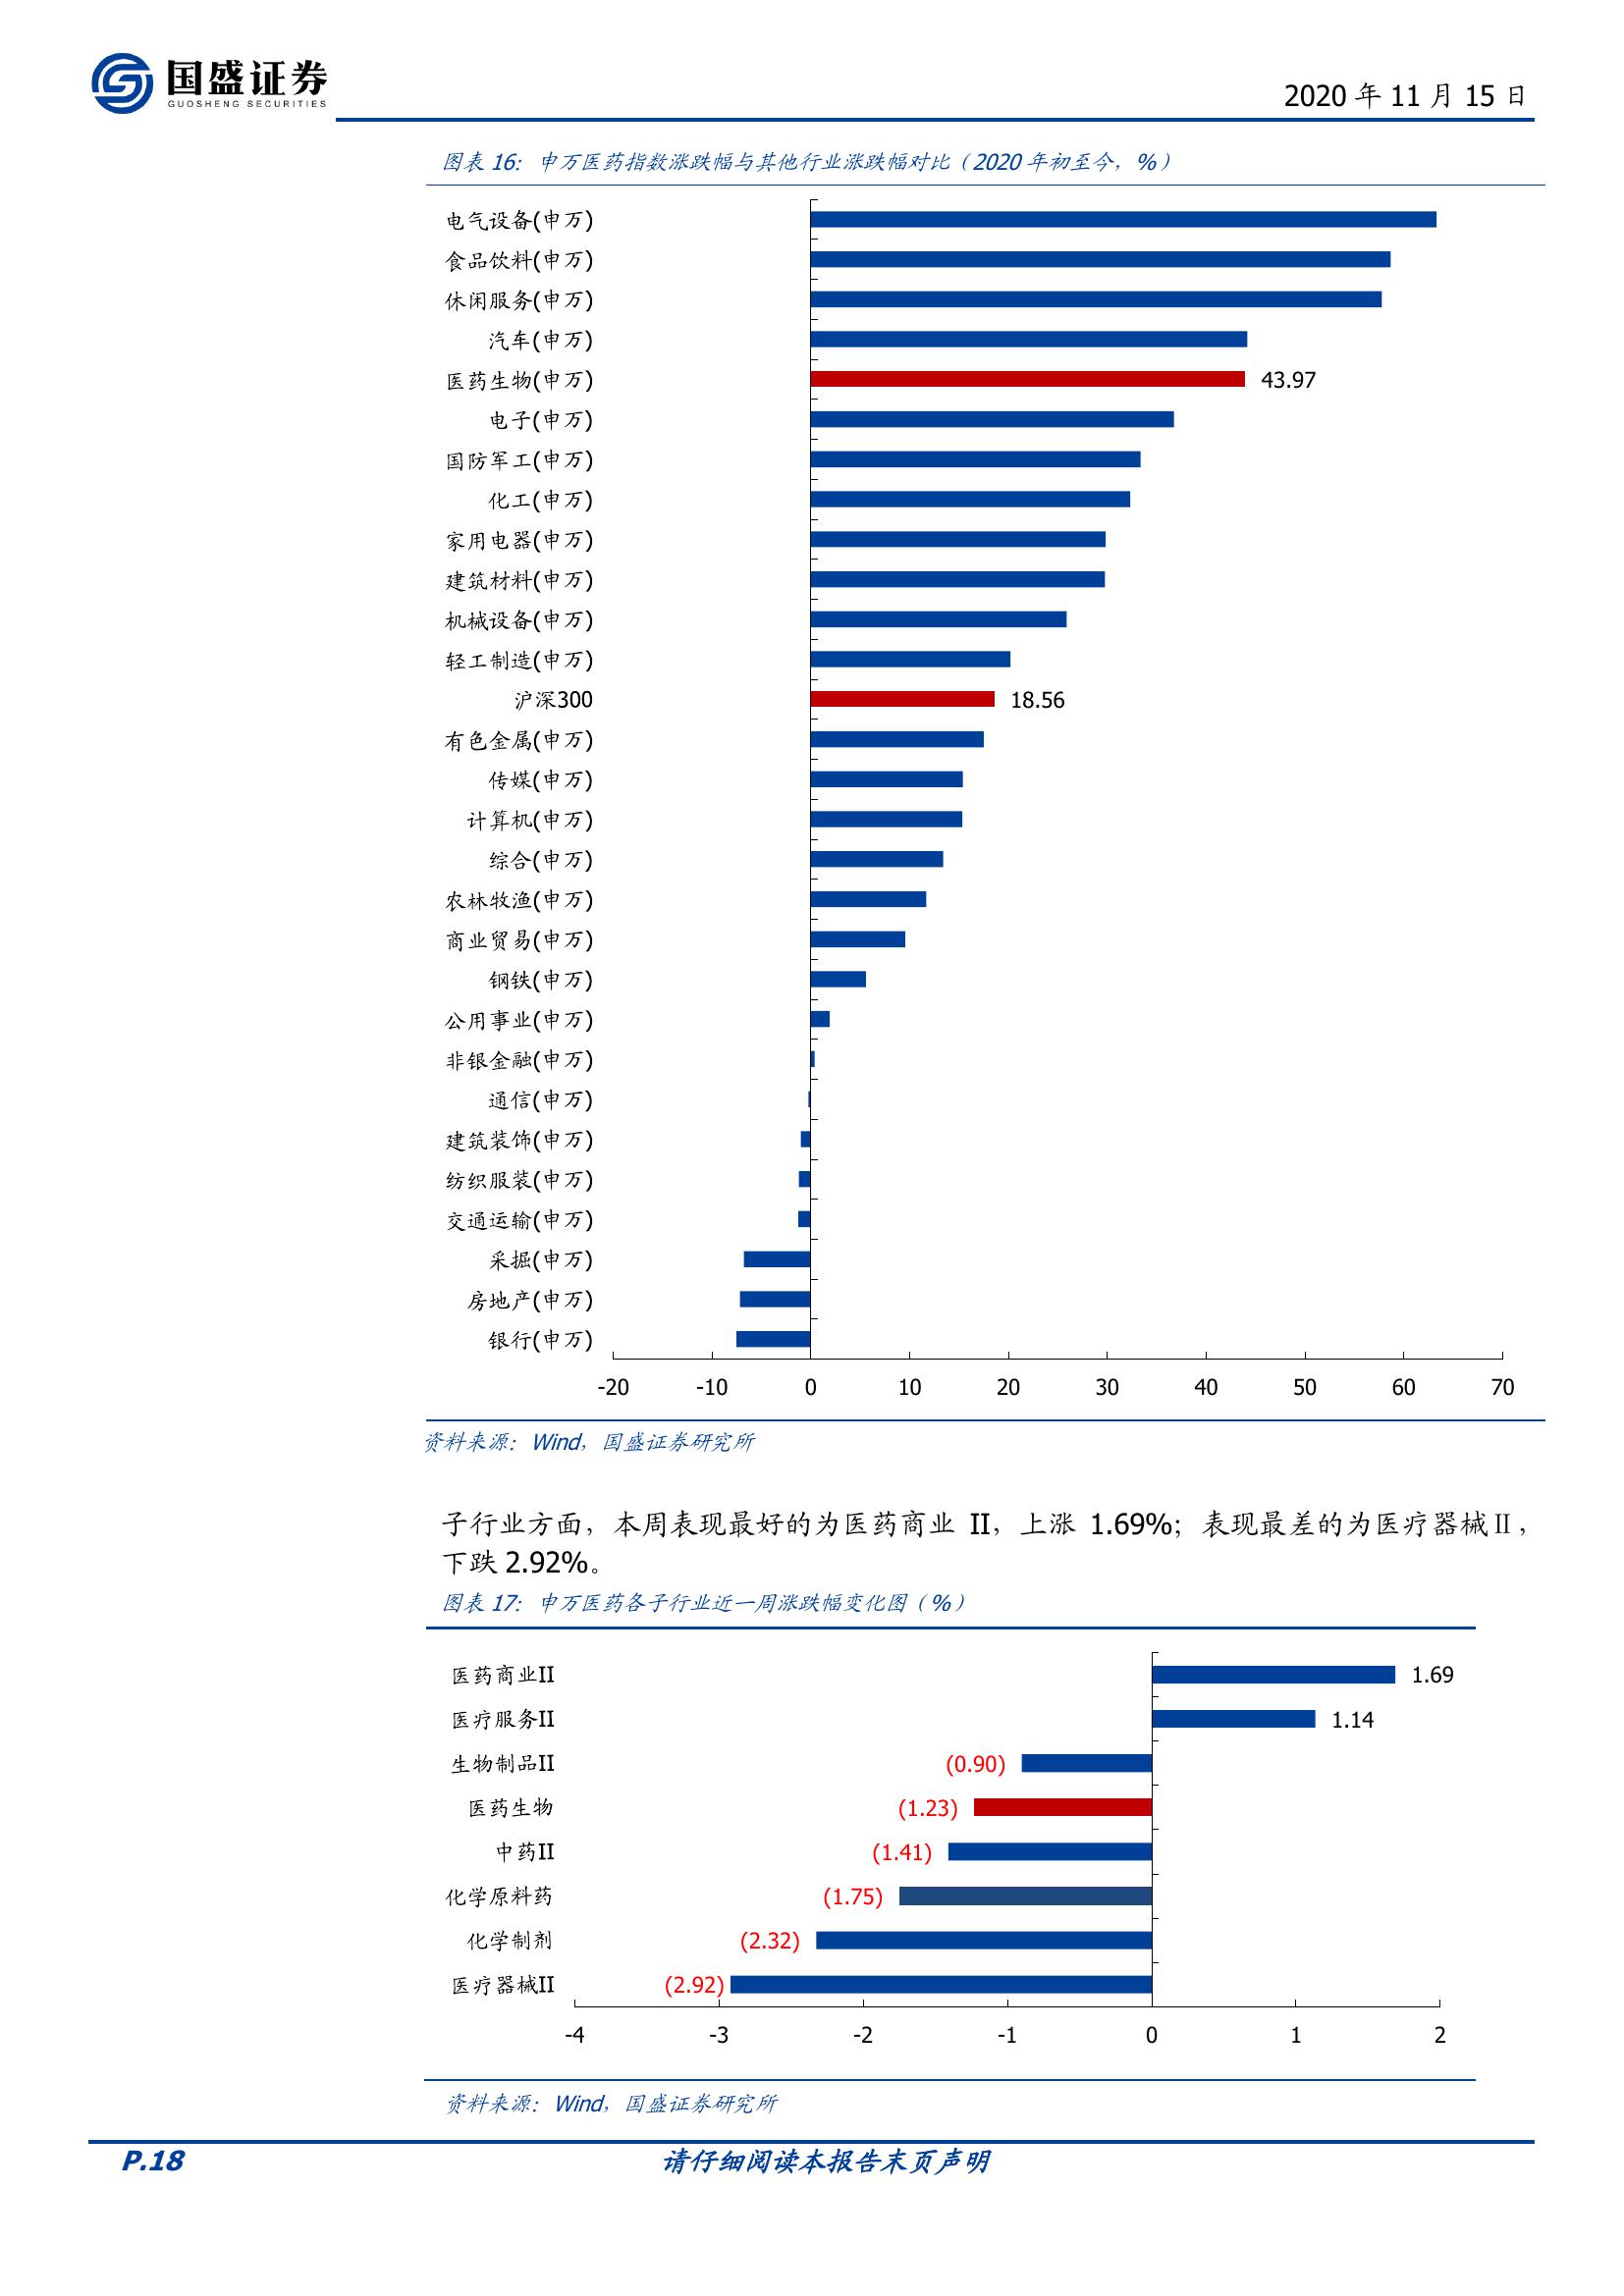 国盛证券
GUOSHENG SECURITIES
2020 年 11 月 15 日
图表 16: 申万医药指数涨跌幅与其他行业涨跌幅对比（2020 年初至今，%）
电气设备(申万)
食品饮料(申万)
休闲服务(申万)
汽车(申万)
医药生物(申万) 43.97
电子(申万)
国防军工(申万)
化工(申万)
家用电器(申万)
建筑材料(申万)
机械设备(申万)
轻工制造(申万)
沪深300 18.56
有色金属(申万)
传媒(申万)
计算机(申万)
综合(申万)
农林牧渔(申万)
商业贸易(申万)
钢铁(申万)
公用事业(申万)
非银金融(申万)
通信(申万)
建筑装饰(申万)
纺织服装(申万)
交通运输(申万)
采掘(申万)
房地产(申万)
银行(申万)
-20 -10 0 10 20 30 40 50 60 70
资料来源：Wind，国盛证券研究所
子行业方面，本周表现最好的为医药商业 II，上涨 1.69%；表现最差的为医疗器械Ⅱ，
下跌 2.92%。
图表 17: 申万医药各子行业近一周涨跌幅变化图（%）
医药商业II 1.69
医疗服务II 1.14
生物制品II (0.90)
医药生物 (1.23)
中药II (1.41)
化学原料药 (1.75)
化学制剂 (2.32)
医疗器械II (2.92)
-4 -3 -2 -1 0 1 2
资料来源：Wind，国盛证券研究所
P.18 请仔细阅读本报告末页声明